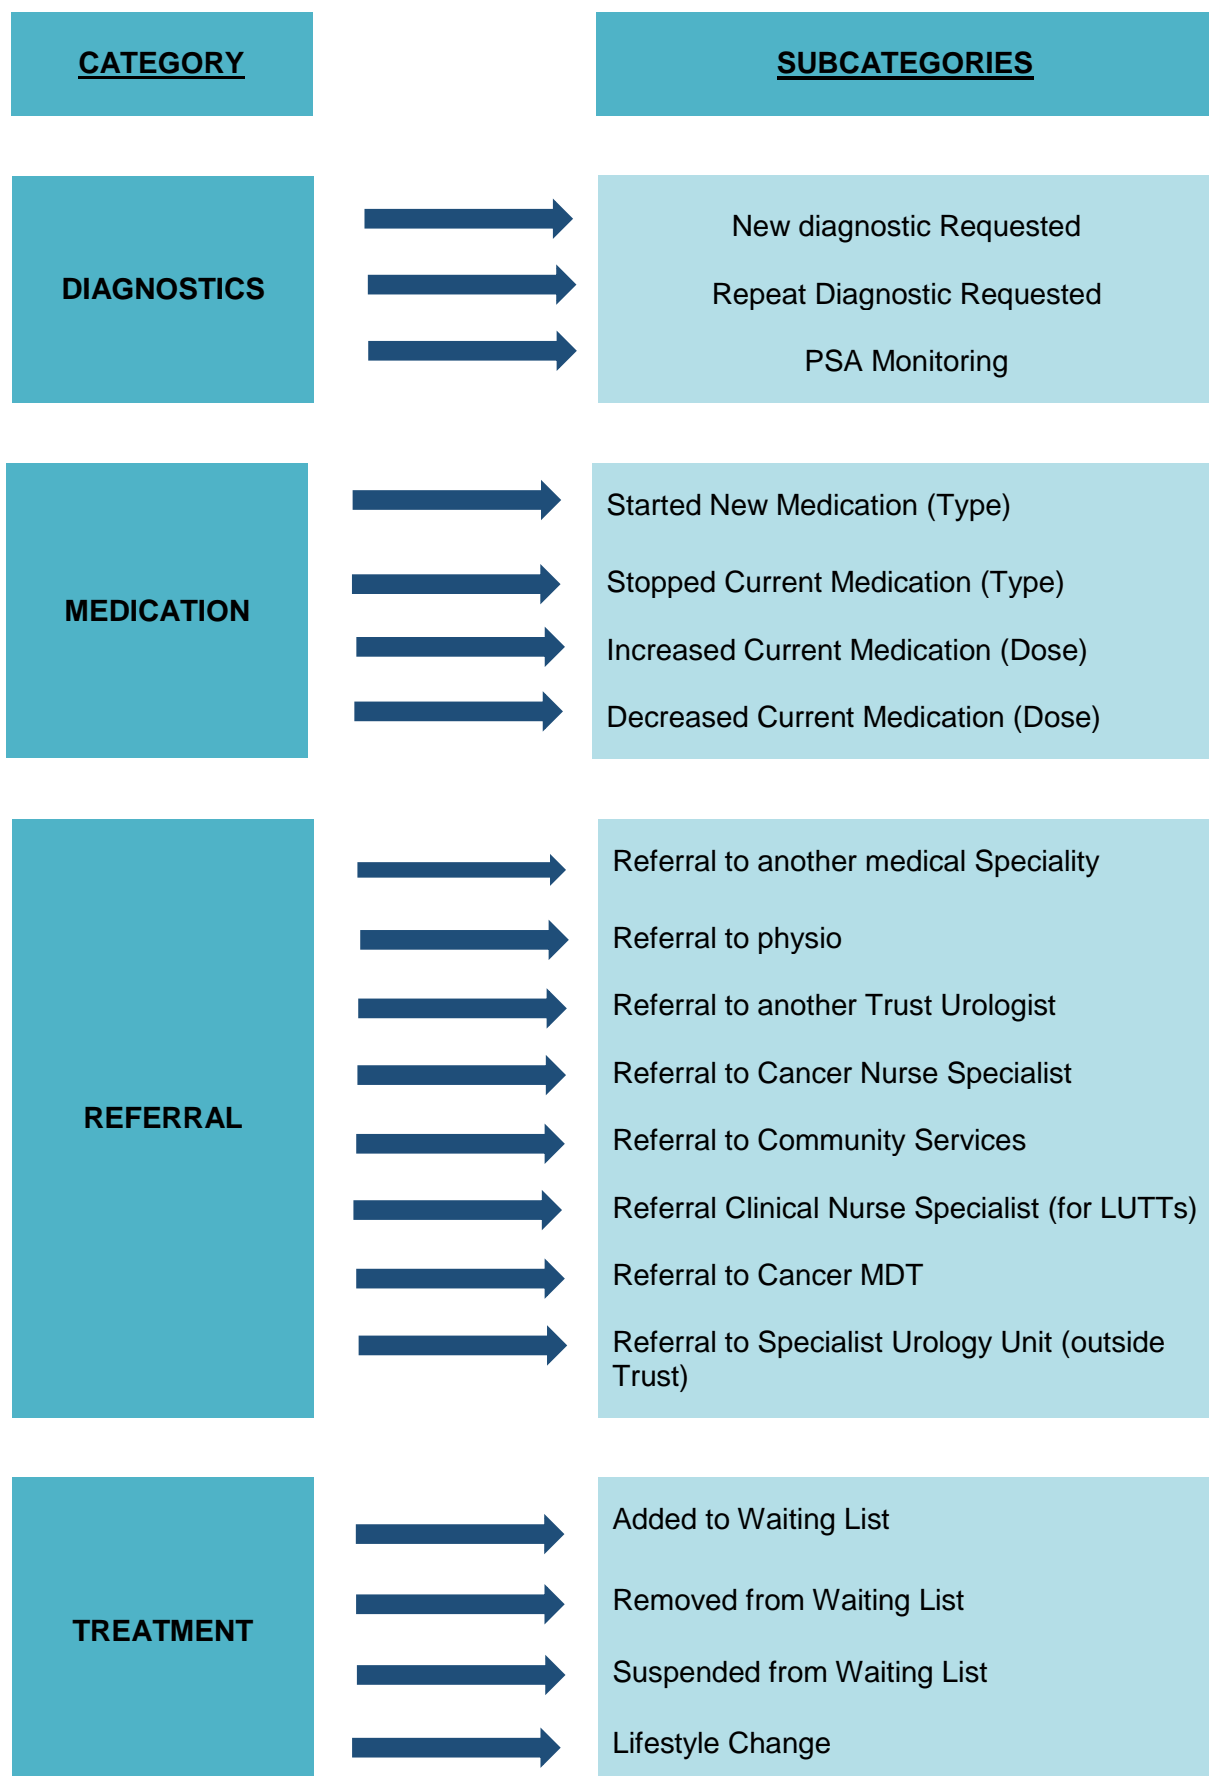 CATEGORY
SUBCATEGORIES
DIAGNOSTICS
New diagnostic Requested
Repeat Diagnostic Requested
PSA Monitoring
MEDICATION
Started New Medication (Type)
Stopped Current Medication (Type)
Increased Current Medication (Dose)
Decreased Current Medication (Dose)
REFERRAL
Referral to another medical Speciality
Referral to physio
Referral to another Trust Urologist
Referral to Cancer Nurse Specialist
Referral to Community Services
Referral Clinical Nurse Specialist (for LUTTs)
Referral to Cancer MDT
Referral to Specialist Urology Unit (outside
Trust)
TREATMENT
Added to Waiting List
Removed from Waiting List
Suspended from Waiting List
Lifestyle Change